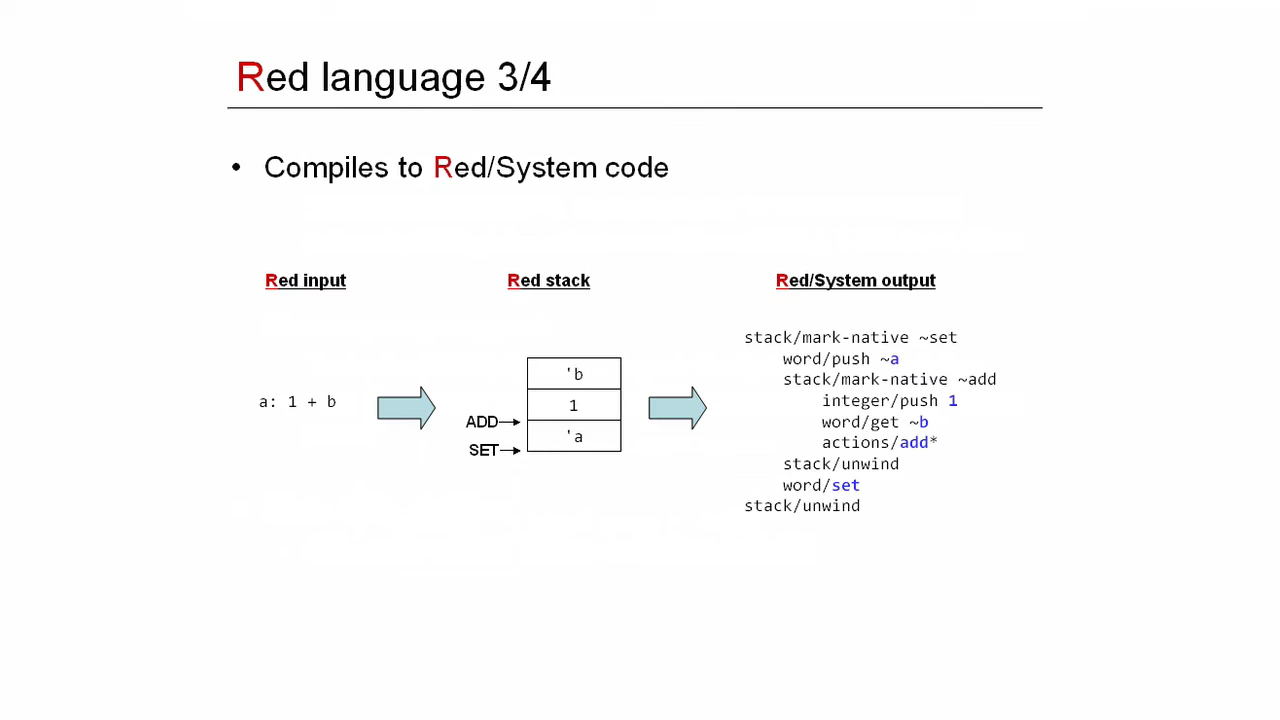 Red language 3/4
• Compiles to Red/System code
Red input
a: 1 + b
Red stack
'b
1
'a
ADD
SET
Red/System output
stack/mark-native ~set
    word/push ~a
    stack/mark-native ~add
        integer/push 1
        word/get ~b
        actions/add*
    stack/unwind
    word/set
stack/unwind